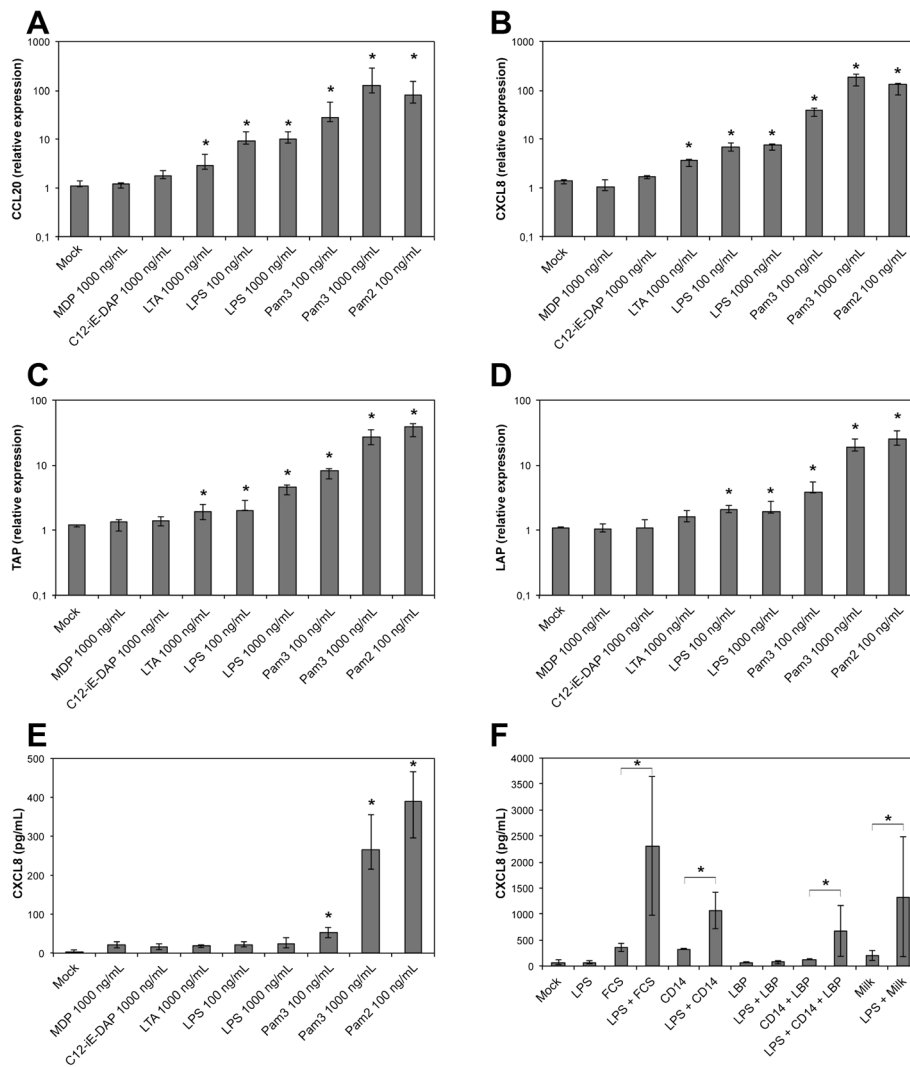 A
CCL20 (relative expression)
1000
100
10
1
0,1
* * * * * *
Mock
MDP 1000 ng/mL
C12-iE-DAP 1000 ng/mL
LTA 1000 ng/mL
LPS 100 ng/mL
LPS 1000 ng/mL
Pam3 100 ng/mL
Pam3 1000 ng/mL
Pam2 100 ng/mL
B
CXCL8 (relative expression)
1000
100
10
1
0,1
* * * * * *
Mock
MDP 1000 ng/mL
C12-iE-DAP 1000 ng/mL
LTA 1000 ng/mL
LPS 100 ng/mL
LPS 1000 ng/mL
Pam3 100 ng/mL
Pam3 1000 ng/mL
Pam2 100 ng/mL
C
TAP (relative expression)
100
10
1
0,1
* * * * * *
Mock
MDP 1000 ng/mL
C12-iE-DAP 1000 ng/mL
LTA 1000 ng/mL
LPS 100 ng/mL
LPS 1000 ng/mL
Pam3 100 ng/mL
Pam3 1000 ng/mL
Pam2 100 ng/mL
D
LAP (relative expression)
100
10
1
0,1
* * * * *
Mock
MDP 1000 ng/mL
C12-iE-DAP 1000 ng/mL
LTA 1000 ng/mL
LPS 100 ng/mL
LPS 1000 ng/mL
Pam3 100 ng/mL
Pam3 1000 ng/mL
Pam2 100 ng/mL
E
CXCL8 (pg/mL)
500
400
300
200
100
0
* * *
Mock
MDP 1000 ng/mL
C12-iE-DAP 1000 ng/mL
LTA 1000 ng/mL
LPS 100 ng/mL
LPS 1000 ng/mL
Pam3 100 ng/mL
Pam3 1000 ng/mL
Pam2 100 ng/mL
F
CXCL8 (pg/mL)
4000
3500
3000
2500
2000
1500
1000
500
0
* * * *
Mock
LPS
FCS
LPS + FCS
CD14
LPS + CD14
LBP
LPS + LBP
CD14 + LBP
LPS + CD14 + LBP
Milk
LPS + Milk